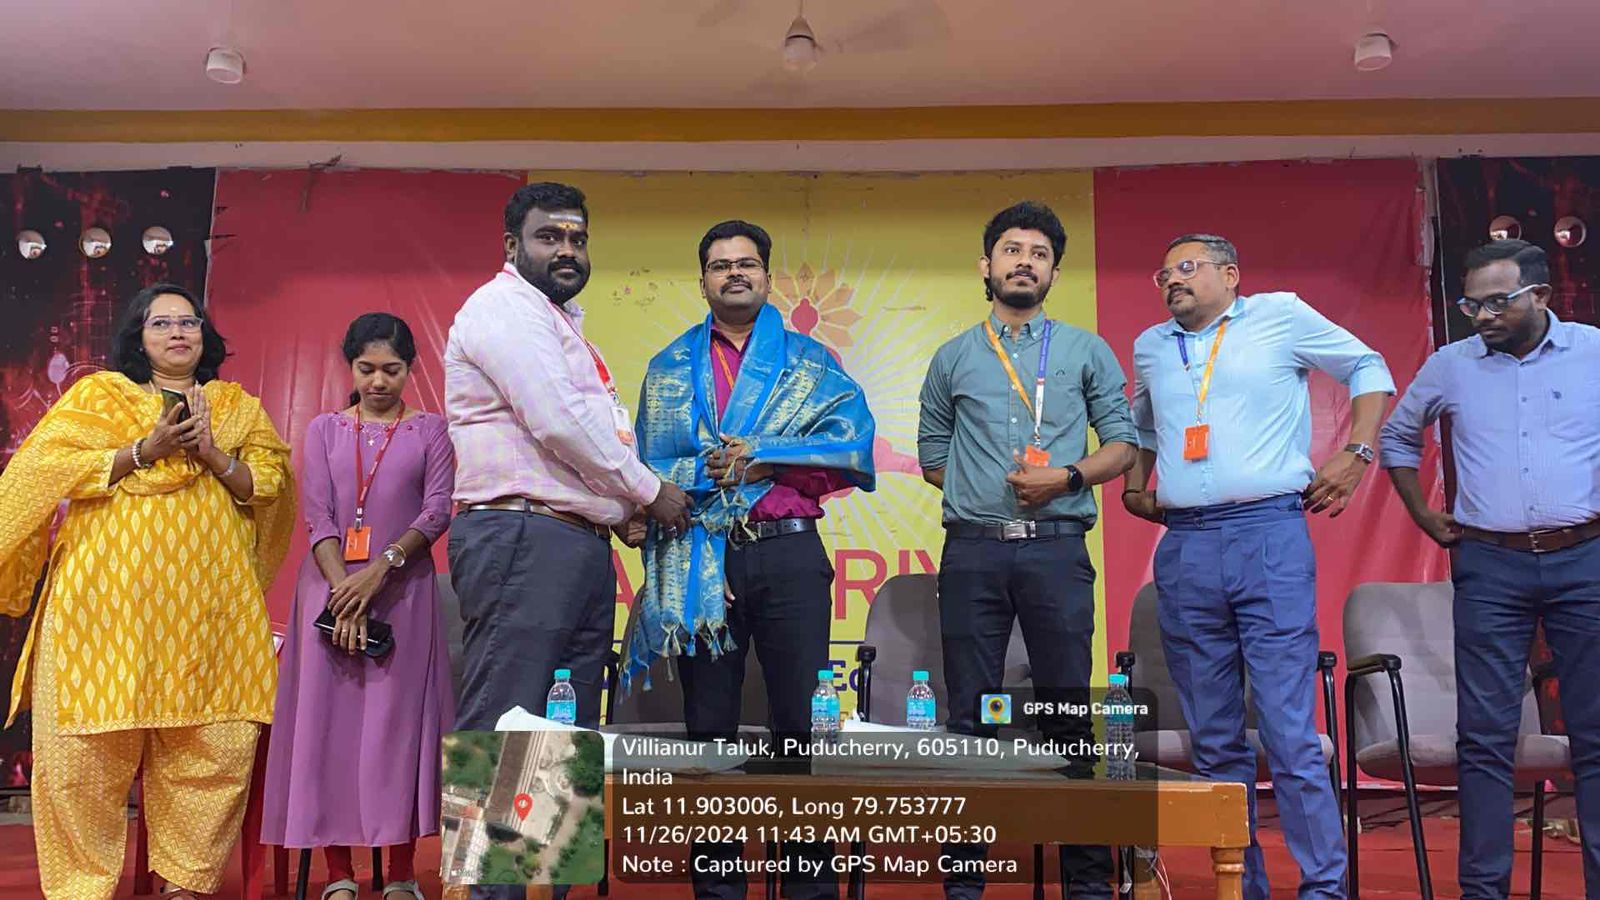 RIY
GPS Map Camera
Villianur Taluk, Puducherry, 605110, Puducherry,
India
Lat 11.903006, Long 79.753777
11/26/2024 11:43 AM GMT+05:30
Note : Captured by GPS Map Camera